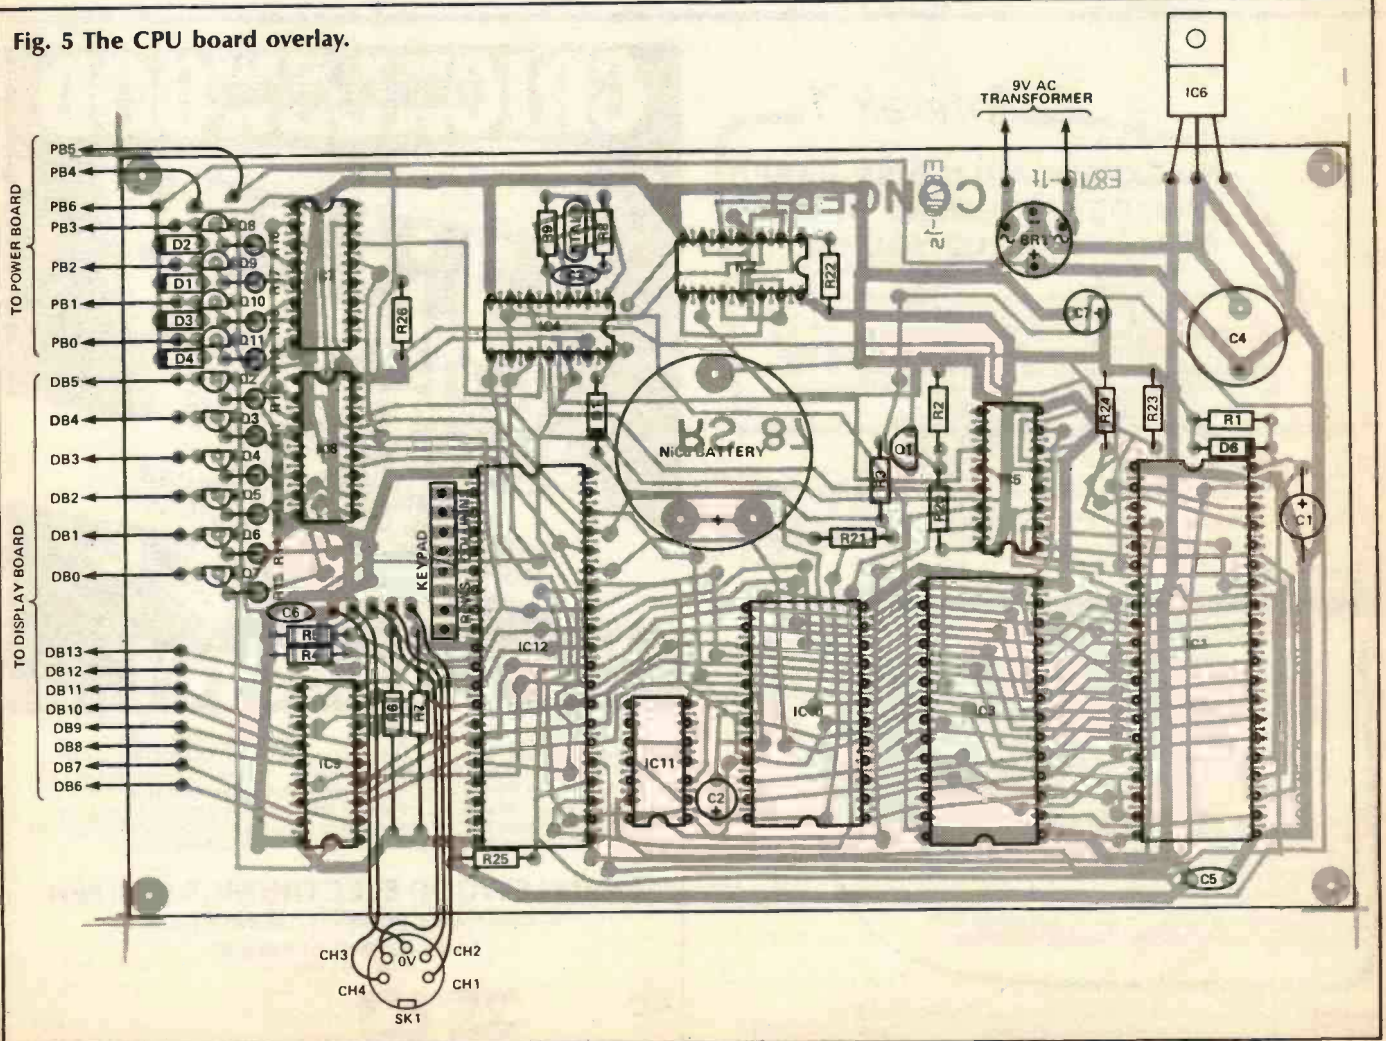 Fig. 5 The CPU board overlay.
IC6
9V AC
TRANSFORMER
TO POWER BOARD
PB5
PB4
PB6
PB3
PB2
PB1
PB0
TO DISPLAY BOARD
DB5
DB4
DB3
DB2
DB1
DB0
DB13
DB12
DB11
DB10
DB9
DB8
DB7
DB6
D2
D1
D3
D4
Q8
Q9
Q10
Q11
Q2
Q3
Q4
Q5
Q6
Q7
R26
R9
XTAL
R8
IC4
R22
BR1
C7
C4
R2
R24
R23
R1
D6
NiCd BATTERY
R3
Q1
R21
C1
KEYPAD
C6
R5
R4
R6
R7
IC9
IC12
IC11
C2
IC10
IC3
R25
C5
CH3
CH2
0V
CH4
CH1
SK1